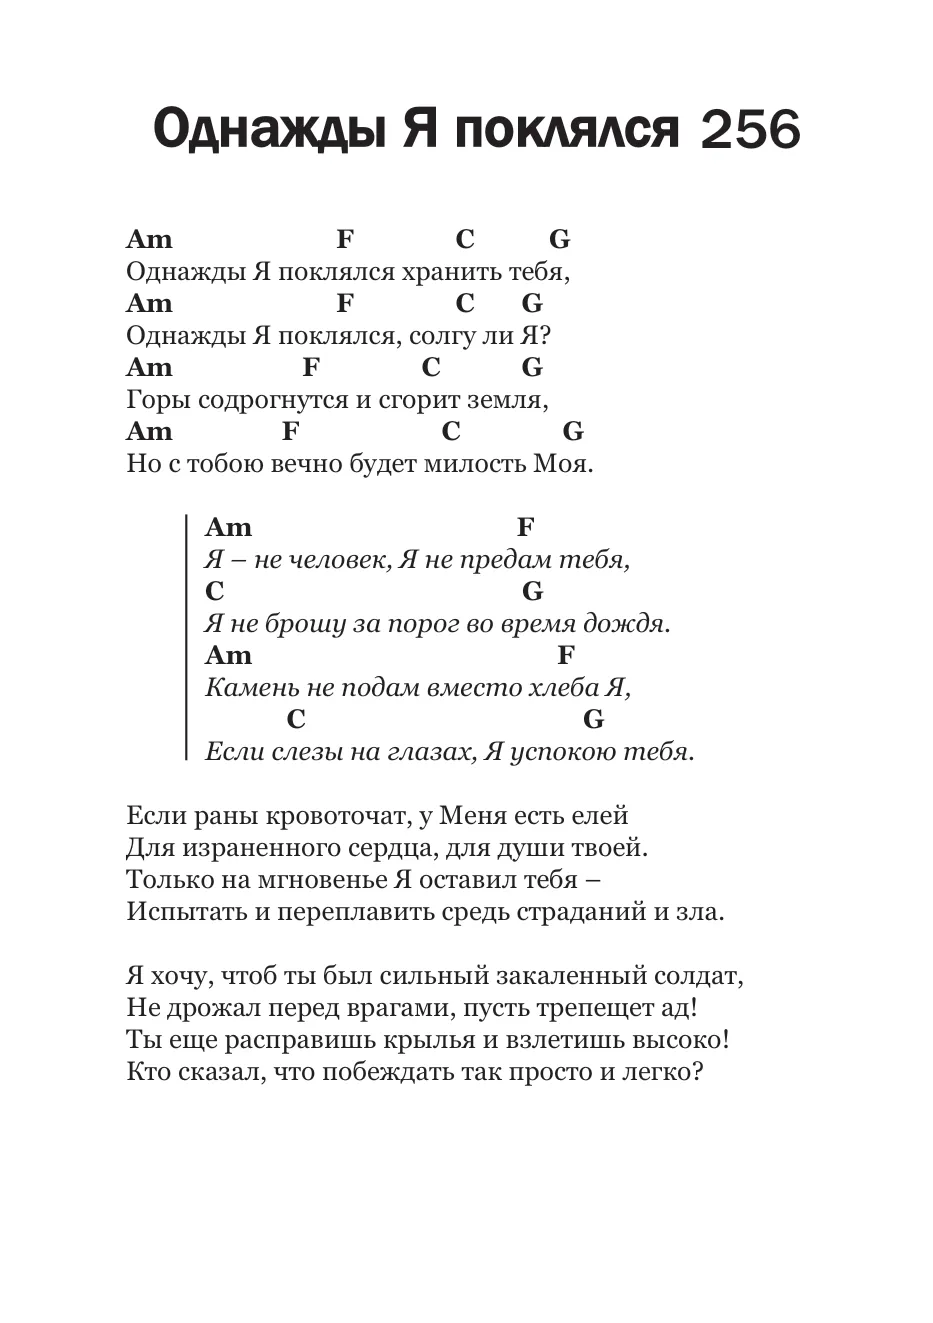 Однажды Я поклялся 256
Am F C G
Однажды Я поклялся хранить тебя,
Am F C G
Однажды Я поклялся, солгу ли Я?
Am F C G
Горы содрогнутся и сгорит земля,
Am F C G
Но с тобою вечно будет милость Моя.
Am F
Я – не человек, Я не предам тебя,
C G
Я не брошу за порог во время дождя.
Am F
Камень не подам вместо хлеба Я,
C G
Если слезы на глазах, Я успокою тебя.
Если раны кровоточат, у Меня есть елей
Для израненного сердца, для души твоей.
Только на мгновенье Я оставил тебя –
Испытать и переплавить средь страданий и зла.
Я хочу, чтоб ты был сильный закаленный солдат,
Не дрожал перед врагами, пусть трепещет ад!
Ты еще расправишь крылья и взлетишь высоко!
Кто сказал, что побеждать так просто и легко?